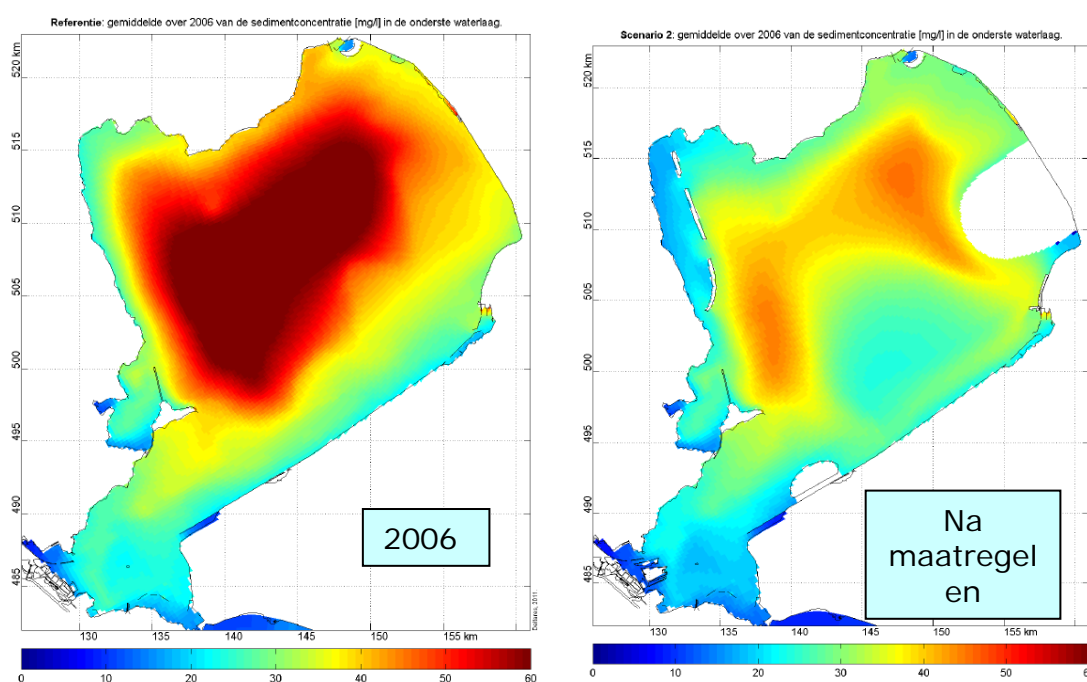 Referentie: gemiddelde over 2006 van de sedimentconcentratie [mg/l] in de onderste waterlaag.
520 km
515
510
505
500
495
490
485
2006
Deltares, 2011
130 135 140 145 150 155 km
0 10 20 30 40 50 60
Scenario 2: gemiddelde over 2006 van de sedimentconcentratie [mg/l] in de onderste waterlaag.
520 km
515
510
505
500
495
490
485
Na
maatregel
en
130 135 140 145 150 155 km
0 10 20 30 40 50 60